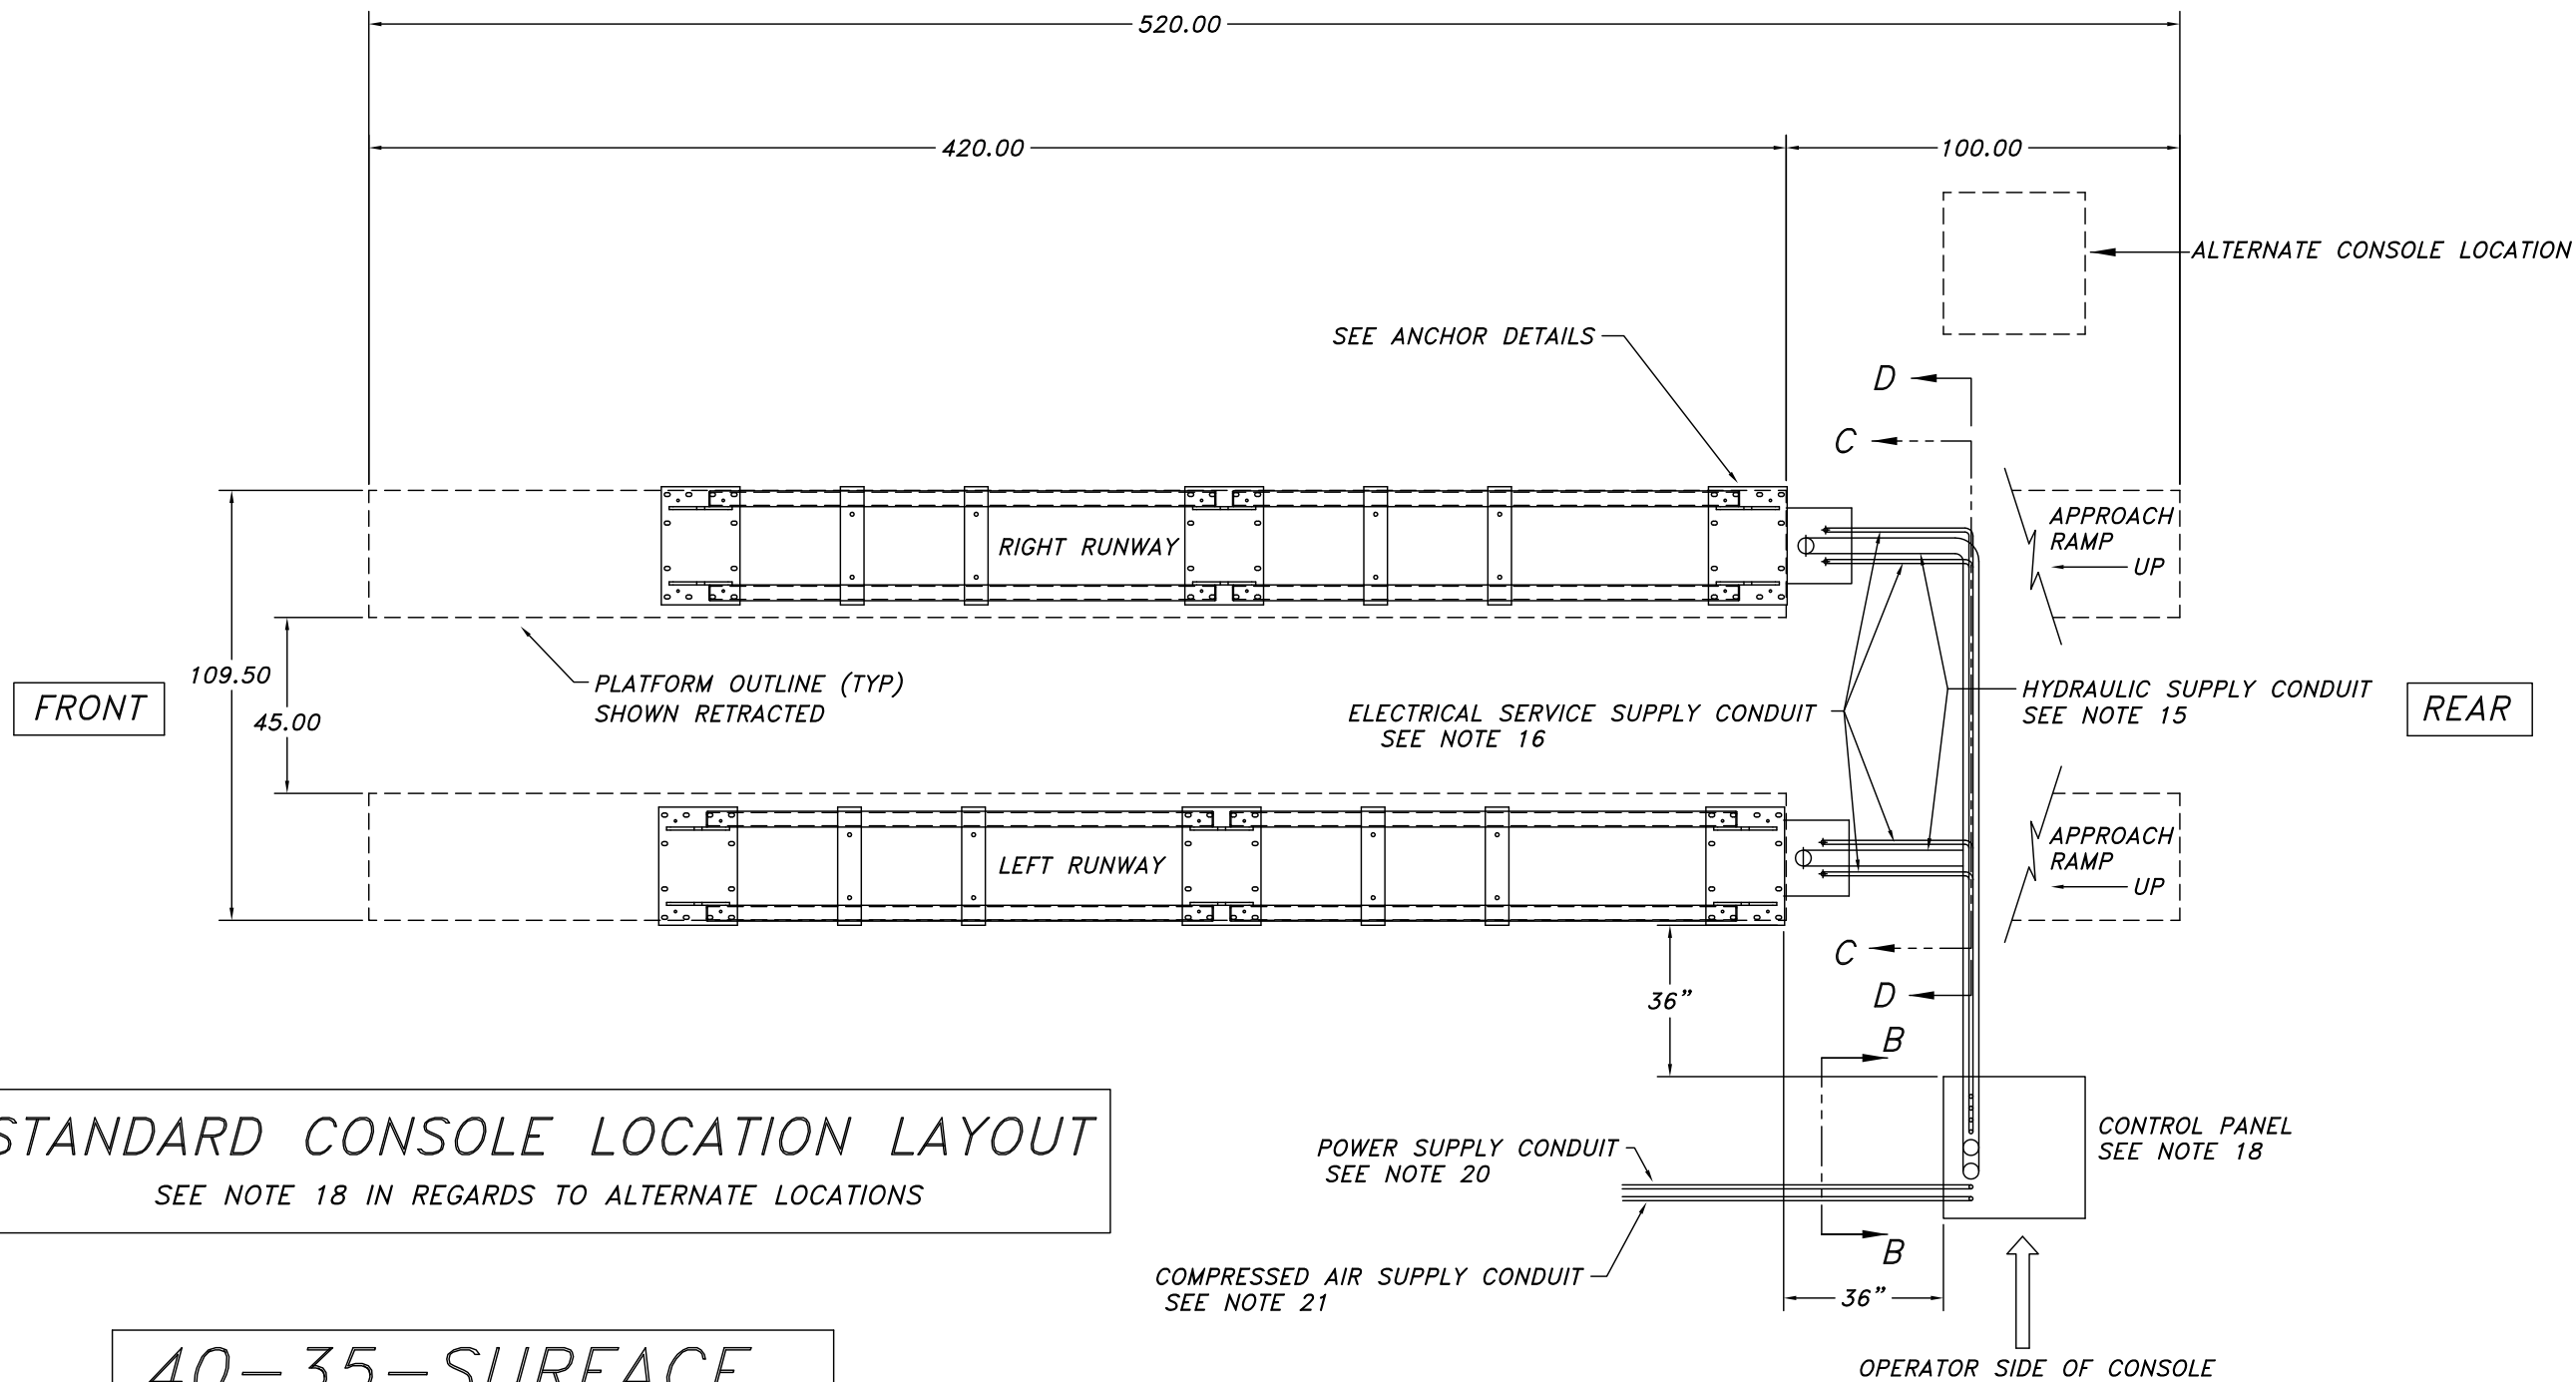 520.00
420.00
100.00
ALTERNATE CONSOLE LOCATION
SEE ANCHOR DETAILS
D
C
RIGHT RUNWAY
APPROACH
RAMP
UP
109.50
45.00
FRONT
PLATFORM OUTLINE (TYP)
SHOWN RETRACTED
ELECTRICAL SERVICE SUPPLY CONDUIT
SEE NOTE 16
HYDRAULIC SUPPLY CONDUIT
SEE NOTE 15
REAR
LEFT RUNWAY
APPROACH
RAMP
UP
C
D
36"
B
STANDARD CONSOLE LOCATION LAYOUT
SEE NOTE 18 IN REGARDS TO ALTERNATE LOCATIONS
POWER SUPPLY CONDUIT
SEE NOTE 20
CONTROL PANEL
SEE NOTE 18
B
COMPRESSED AIR SUPPLY CONDUIT
SEE NOTE 21
36"
40-35-SURFACE
OPERATOR SIDE OF CONSOLE